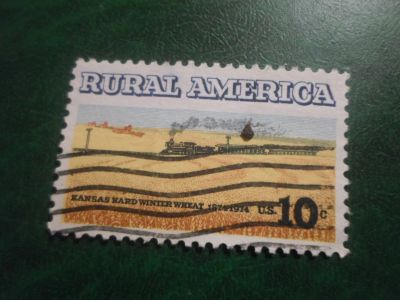 RURAL AMERICA
KANSAS HARD WINTER WHEAT 1874-1974 U.S. 10c